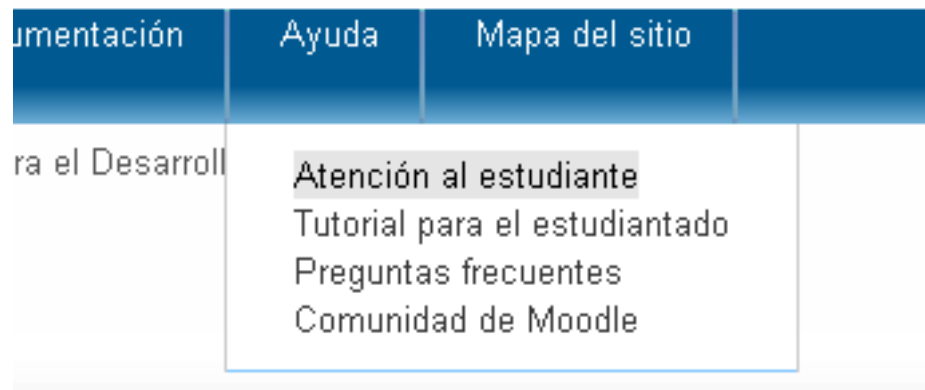 umentación Ayuda Mapa del sitio
ra el Desarroll
Atención al estudiante
Tutorial para el estudiantado
Preguntas frecuentes
Comunidad de Moodle